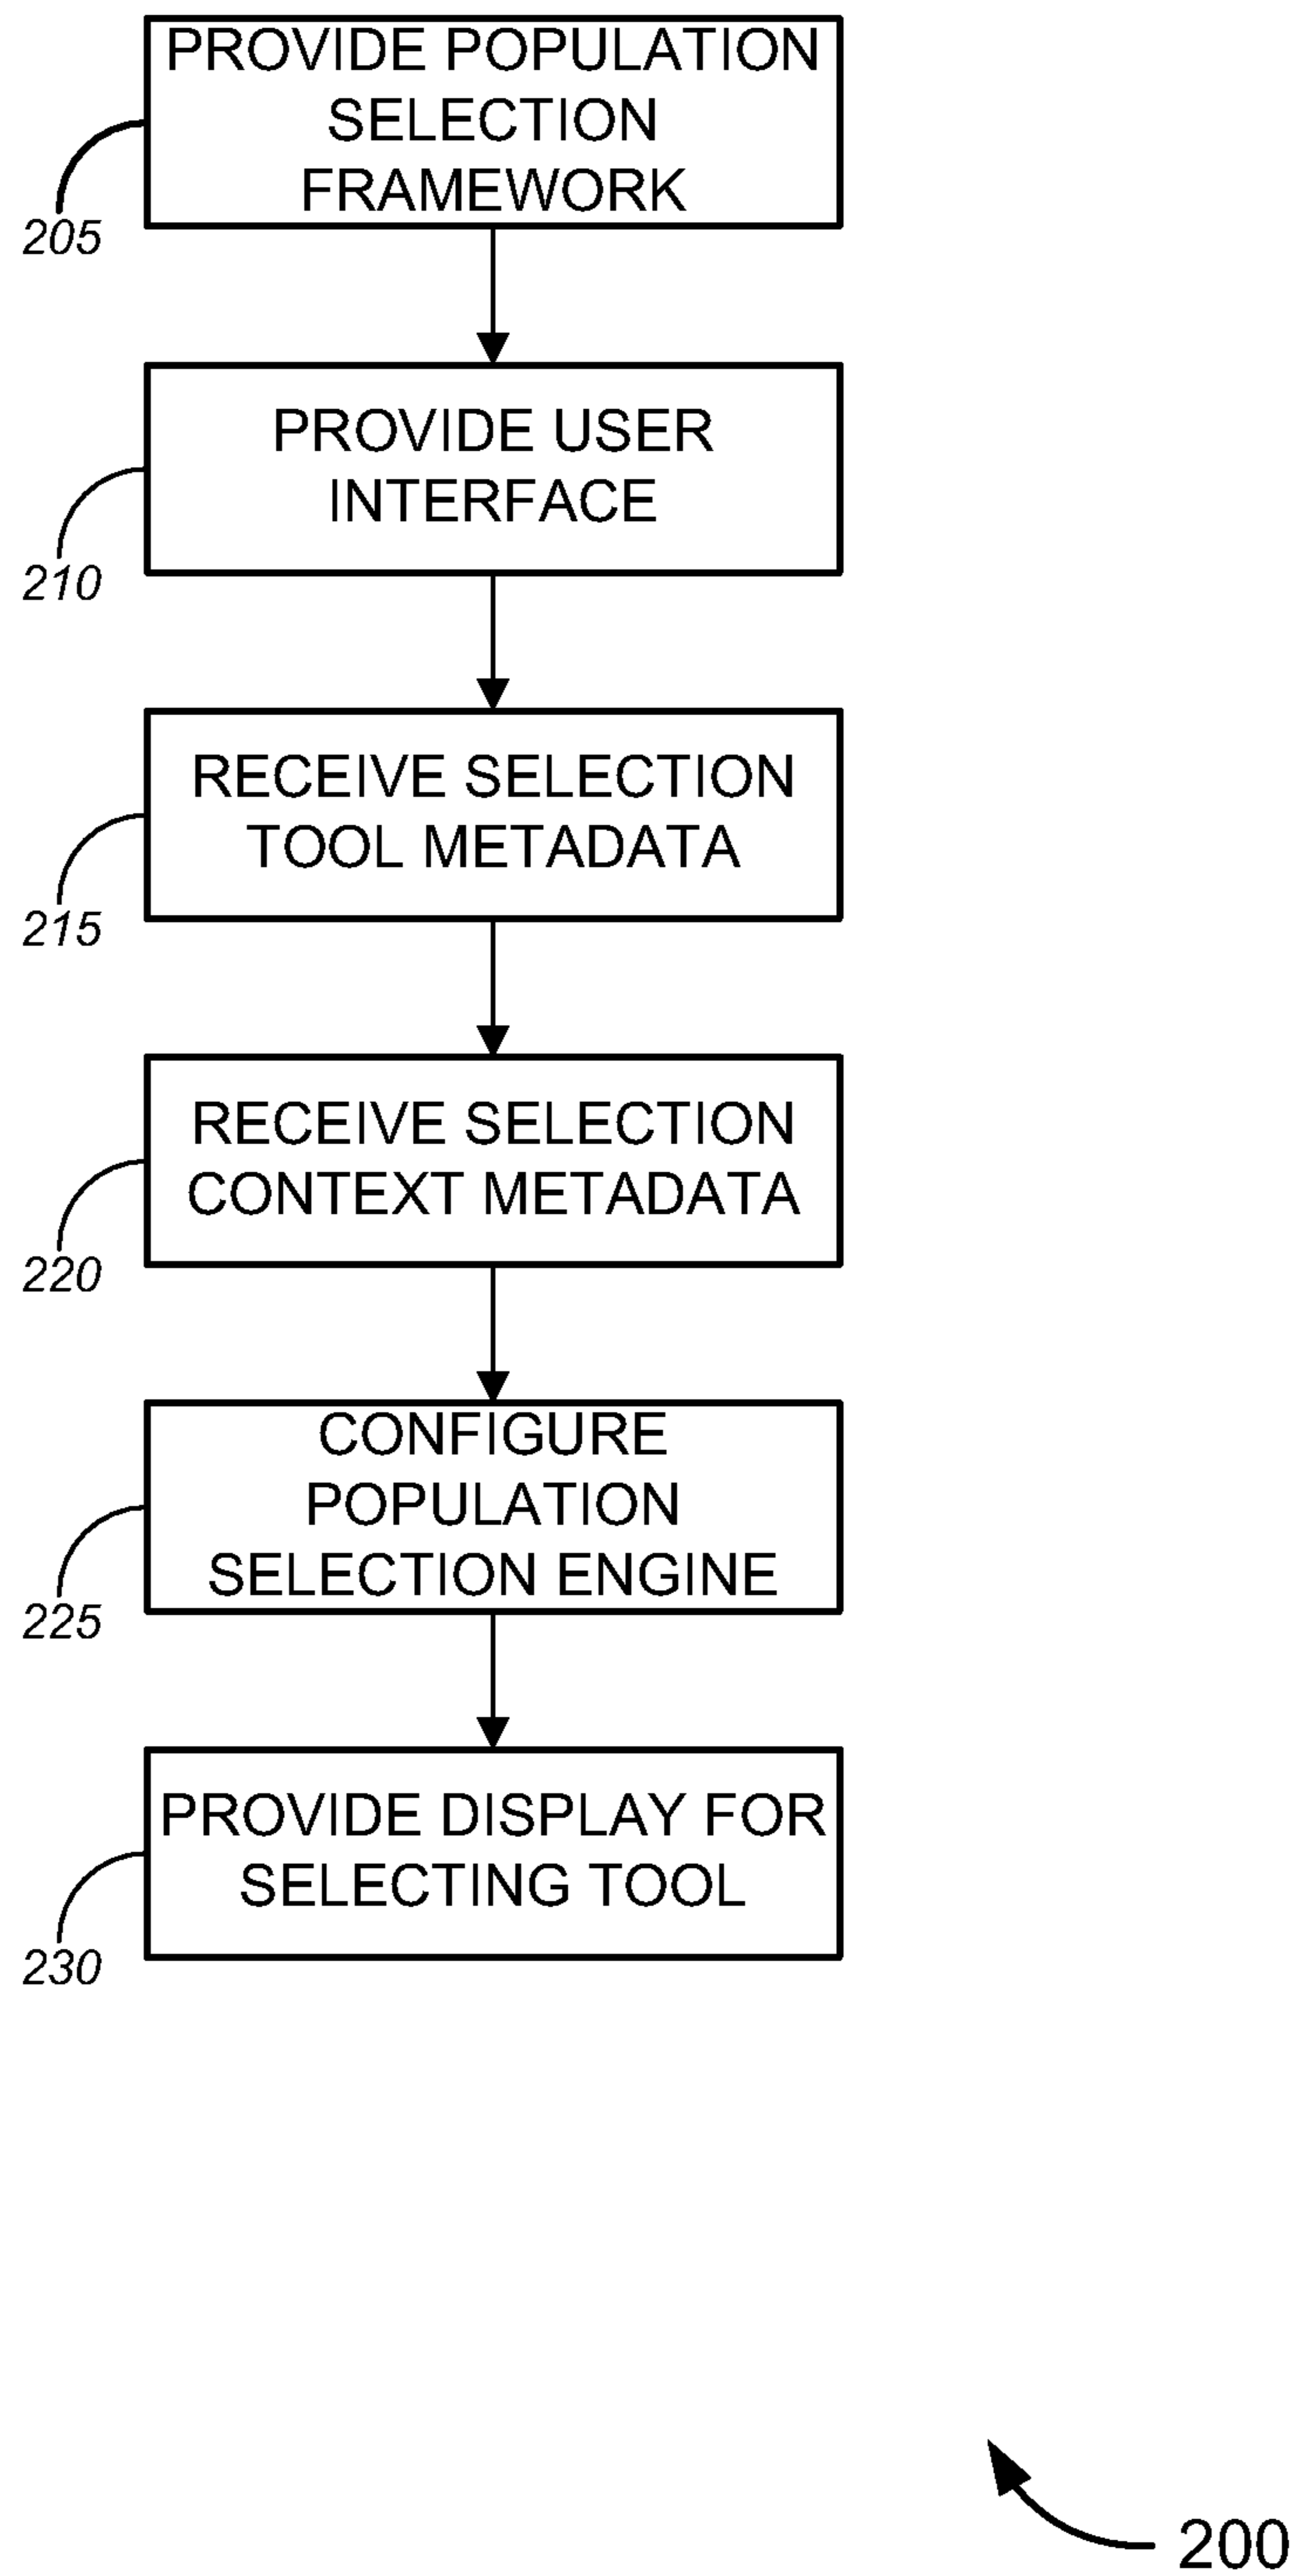 PROVIDE POPULATION
SELECTION
FRAMEWORK
205
PROVIDE USER
INTERFACE
210
RECEIVE SELECTION
TOOL METADATA
215
RECEIVE SELECTION
CONTEXT METADATA
220
CONFIGURE
POPULATION
SELECTION ENGINE
225
PROVIDE DISPLAY FOR
SELECTING TOOL
230
200